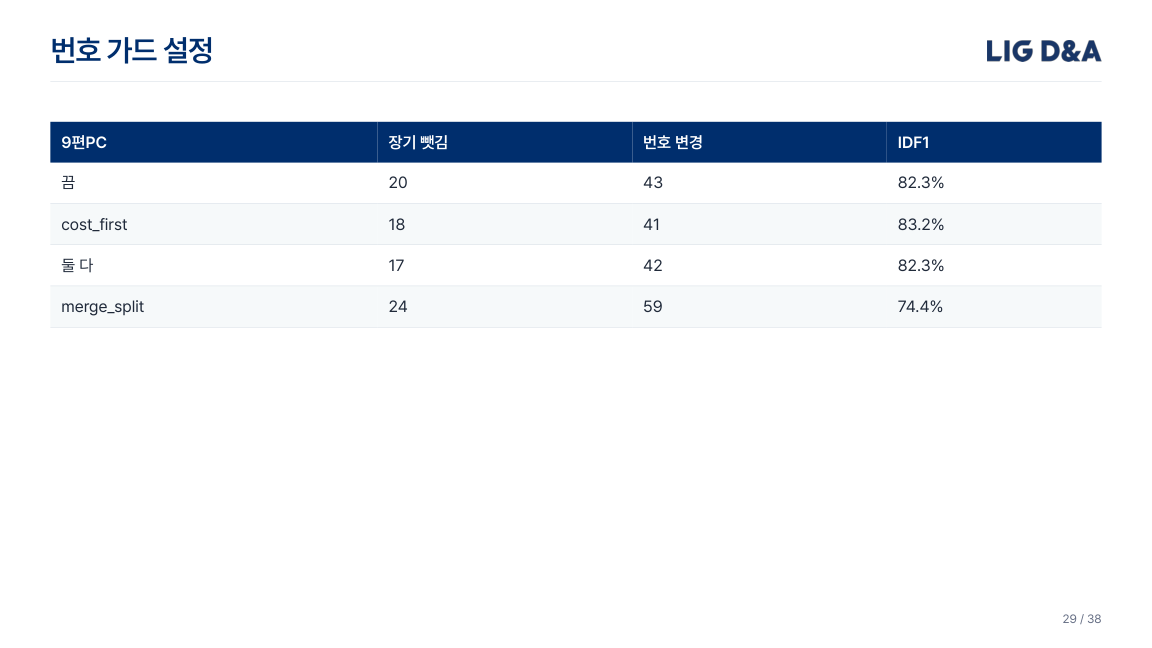 번호 가드 설정
LIG D&A
9편PC 장기 뺏김 번호 변경 IDF1
끔 20 43 82.3%
cost_first 18 41 83.2%
둘 다 17 42 82.3%
merge_split 24 59 74.4%
29 / 38